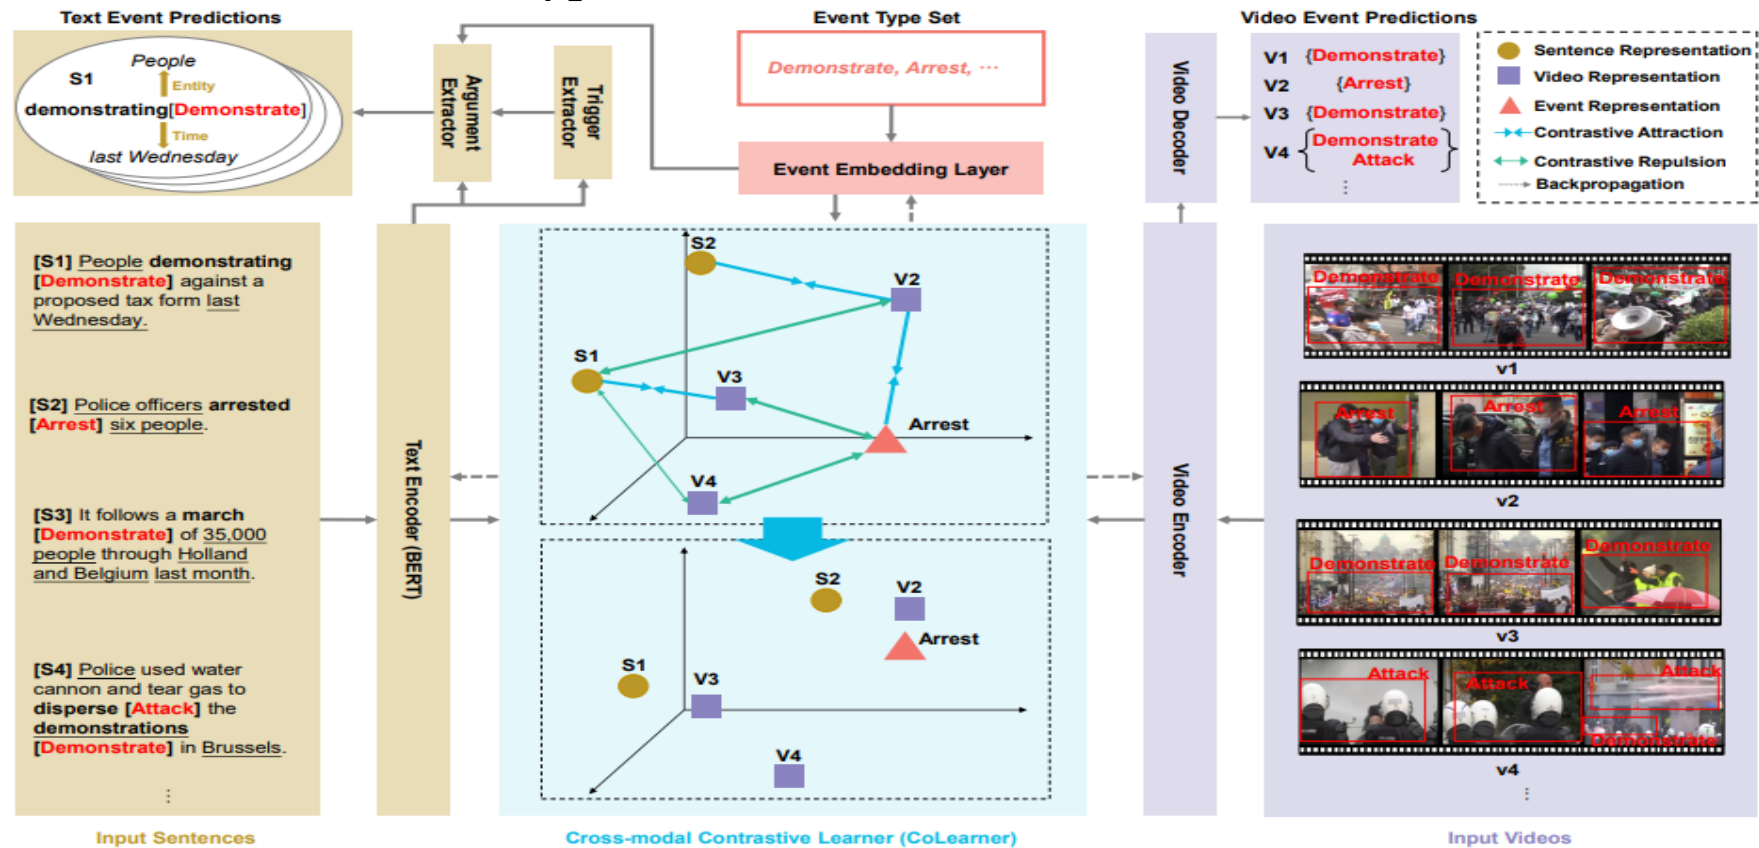 Text Event Predictions
S1
People
Entity
demonstrating[Demonstrate]
Time
last Wednesday
Argument Extractor
Trigger Extractor
Event Type Set
Demonstrate, Arrest, ···
Event Embedding Layer
Video Decoder
Video Event Predictions
V1 {Demonstrate}
V2 {Arrest}
V3 {Demonstrate}
V4 {Demonstrate
Attack}
⋮
Sentence Representation
Video Representation
Event Representation
Contrastive Attraction
Contrastive Repulsion
Backpropagation
[S1] People demonstrating
[Demonstrate] against a
proposed tax form last
Wednesday.
[S2] Police officers arrested
[Arrest] six people.
[S3] It follows a march
[Demonstrate] of 35,000
people through Holland
and Belgium last month.
[S4] Police used water
cannon and tear gas to
disperse [Attack] the
demonstrations
[Demonstrate] in Brussels.
⋮
Input Sentences
Text Encoder (BERT)
S2
V2
S1
V3
Arrest
V4
S2
V2
Arrest
S1
V3
V4
Cross-modal Contrastive Learner (CoLearner)
Video Encoder
Demonstrate
Demonstrate
Demonstrate
v1
Arrest
Arrest
Arrest
v2
Demonstrate
Demonstrate
Demonstrate
v3
Attack
Attack
Attack
Demonstrate
v4
⋮
Input Videos